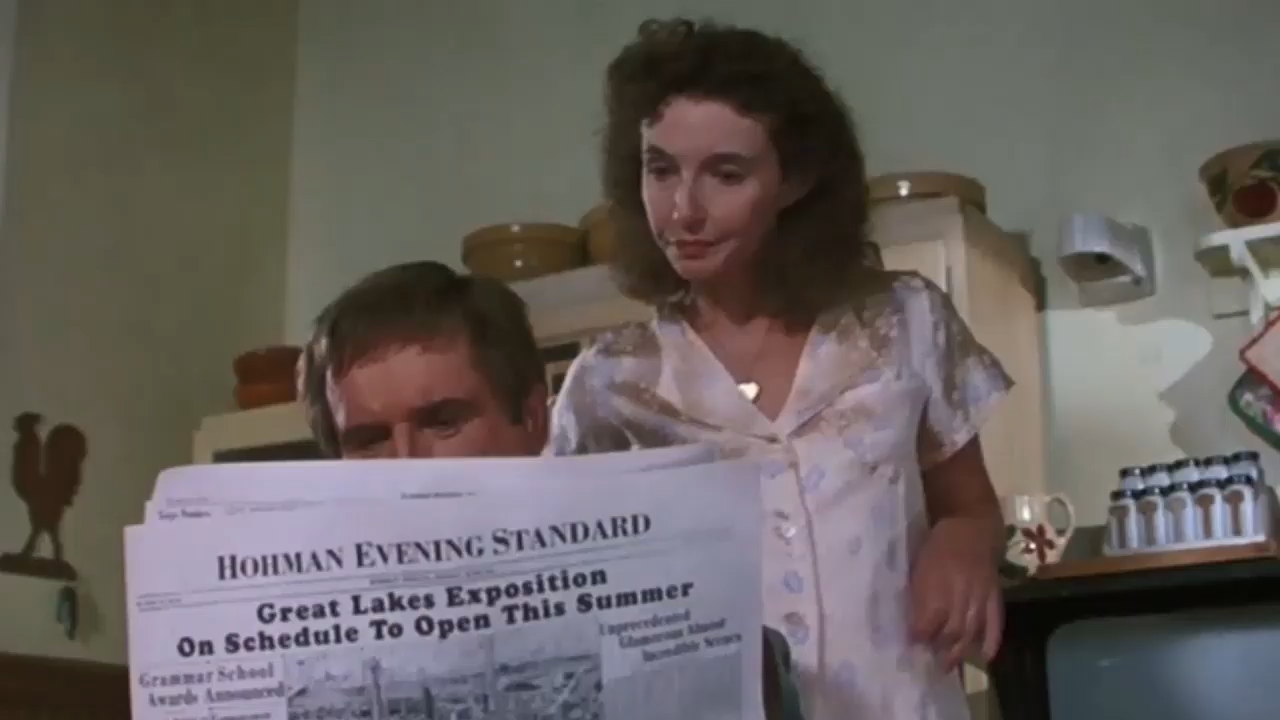 HOHMAN EVENING STANDARD
Great Lakes Exposition
On Schedule To Open This Summer
Unprecedented
Glamorous Almost
Incredible Scenes
Grammar School
Awards Announced